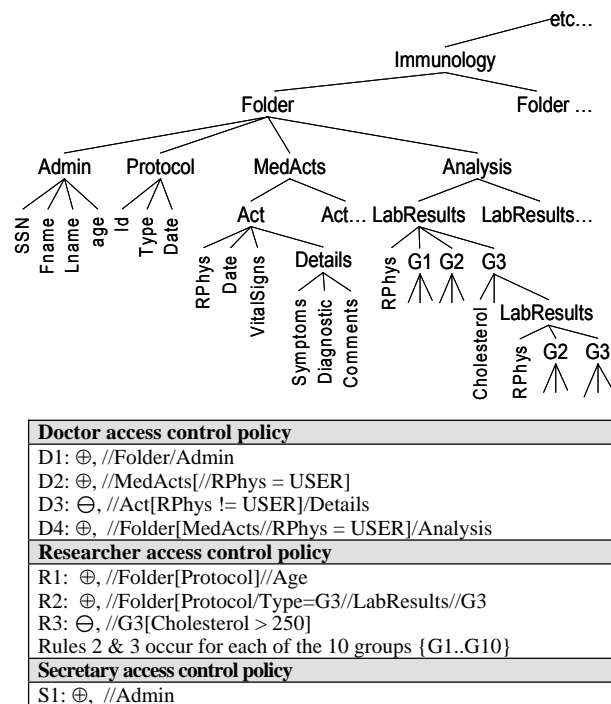 etc...
Immunology
Folder Folder ...
Admin Protocol MedActs Analysis
SSN Fname Lname age Id Type Date Act Act... LabResults LabResults...
RPhys Date VitalSigns Details RPhys G1 G2 G3
Symptoms Diagnostic Comments Cholesterol LabResults
RPhys G2 G3
Doctor access control policy
D1: ⊕, //Folder/Admin
D2: ⊕, //MedActs[//RPhys = USER]
D3: ⊖, //Act[RPhys != USER]/Details
D4: ⊕, //Folder[MedActs//RPhys = USER]/Analysis
Researcher access control policy
R1: ⊕, //Folder[Protocol]//Age
R2: ⊕, //Folder[Protocol/Type=G3//LabResults//G3
R3: ⊖, //G3[Cholesterol > 250]
Rules 2 & 3 occur for each of the 10 groups {G1..G10}
Secretary access control policy
S1: ⊕, //Admin